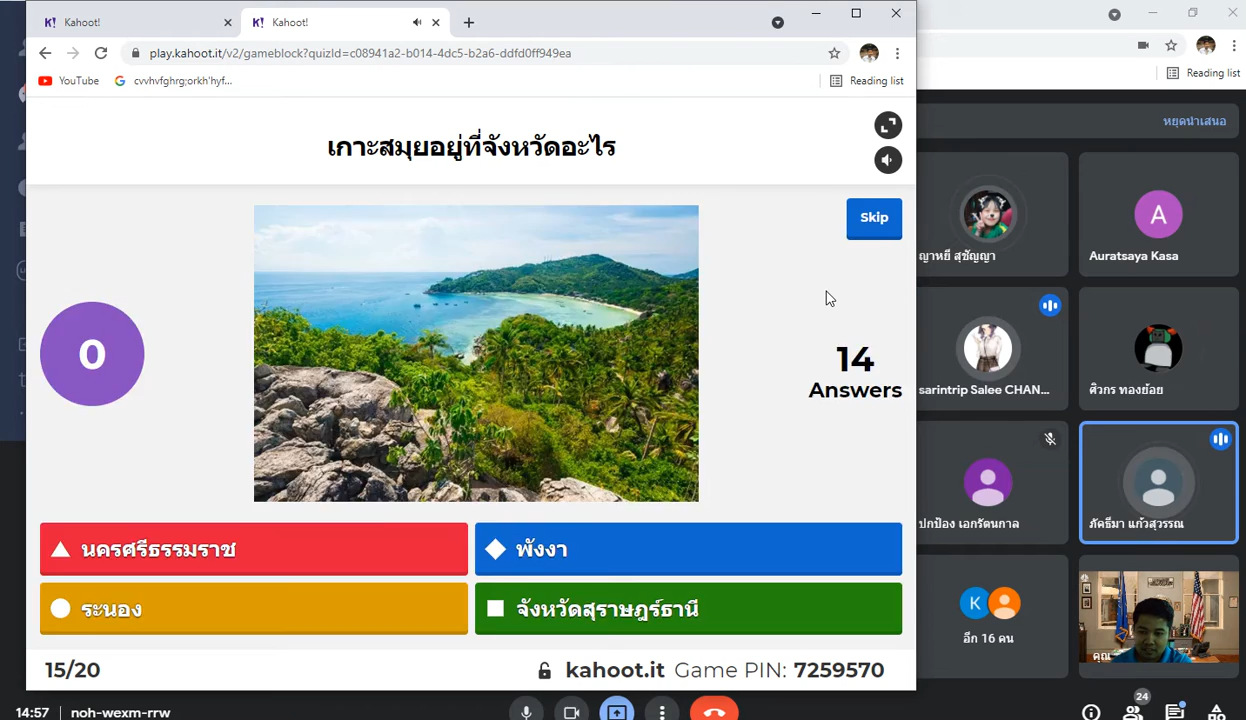 Kahoot!
Kahoot!
play.kahoot.it/v2/gameblock?quizId=c08941a2-b014-4dc5-b2a6-ddfd0ff949ea
YouTube
cvvhvfghrg;orkh'hyf...
Reading list
Reading list
หยุดนำเสนอ
เกาะสมุยอยู่ที่จังหวัดอะไร
Skip
0
14
Answers
นครศรีธรรมราช
พังงา
ระนอง
จังหวัดสุราษฎร์ธานี
15/20
kahoot.it Game PIN: 7259570
ญาหยี สุชัญญา
A
Auratsaya Kasa
sarintrip Salee CHAN...
ศิวกร ทองย้อย
ปกป้อง เอกรัตนกาล
ภัคธีมา แก้วสุวรรณ
K
อีก 16 คน
คุณ
14:57 | noh-wexm-rrw
24